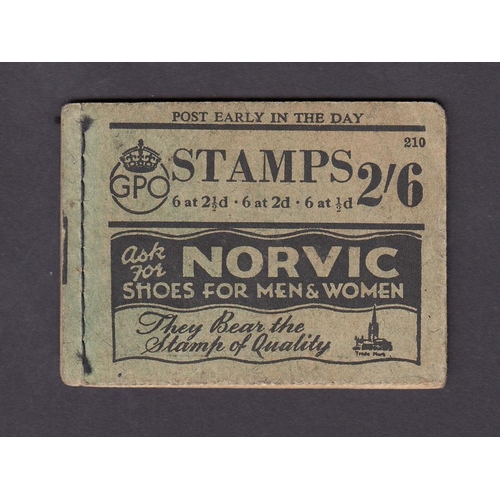 POST EARLY IN THE DAY
210
GPO
STAMPS 2/6
6 at 2½d · 6 at 2d · 6 at ½d
Ask for NORVIC
SHOES FOR MEN & WOMEN
They Bear the
Stamp of Quality
Trade Mark